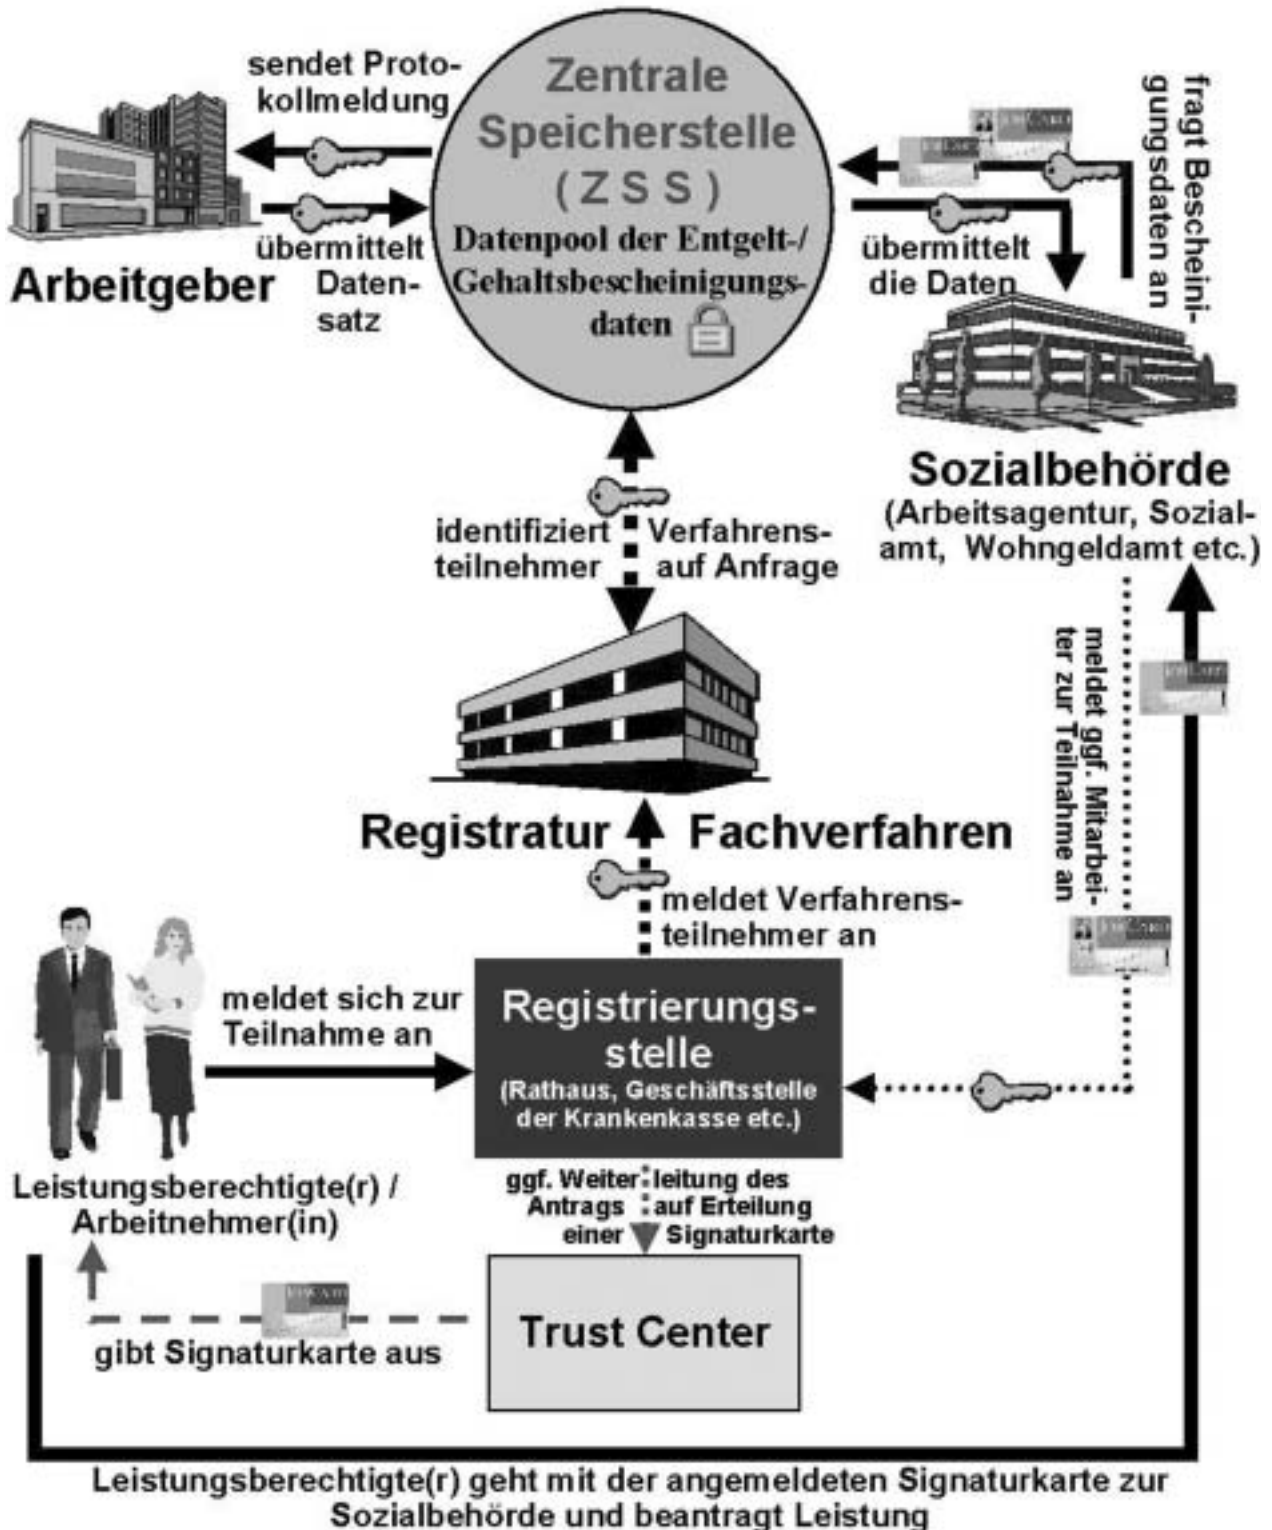 sendet Proto-
kollmeldung
Zentrale
Speicherstelle
( Z S S )
Datenpool der Entgelt-/
Gehaltsbescheinigungs-
daten
fragt Bescheini-
gungsdaten an
Arbeitgeber
übermittelt
Daten-
satz
übermittelt
die Daten
Sozialbehörde
(Arbeitsagentur, Sozial-
amt, Wohngeldamt etc.)
identifiziert Verfahrens-
teilnehmer auf Anfrage
meldet ggf. Mitarbei-
ter zur Teilnahme an
Registratur Fachverfahren
meldet Verfahrens-
teilnehmer an
meldet sich zur
Teilnahme an
Registrierungs-
stelle
(Rathaus, Geschäftsstelle
der Krankenkasse etc.)
Leistungsberechtigte(r) /
Arbeitnehmer(in)
ggf. Weiterleitung des
Antrags auf Erteilung
einer Signaturkarte
Trust Center
gibt Signaturkarte aus
Leistungsberechtigte(r) geht mit der angemeldeten Signaturkarte zur
Sozialbehörde und beantragt Leistung